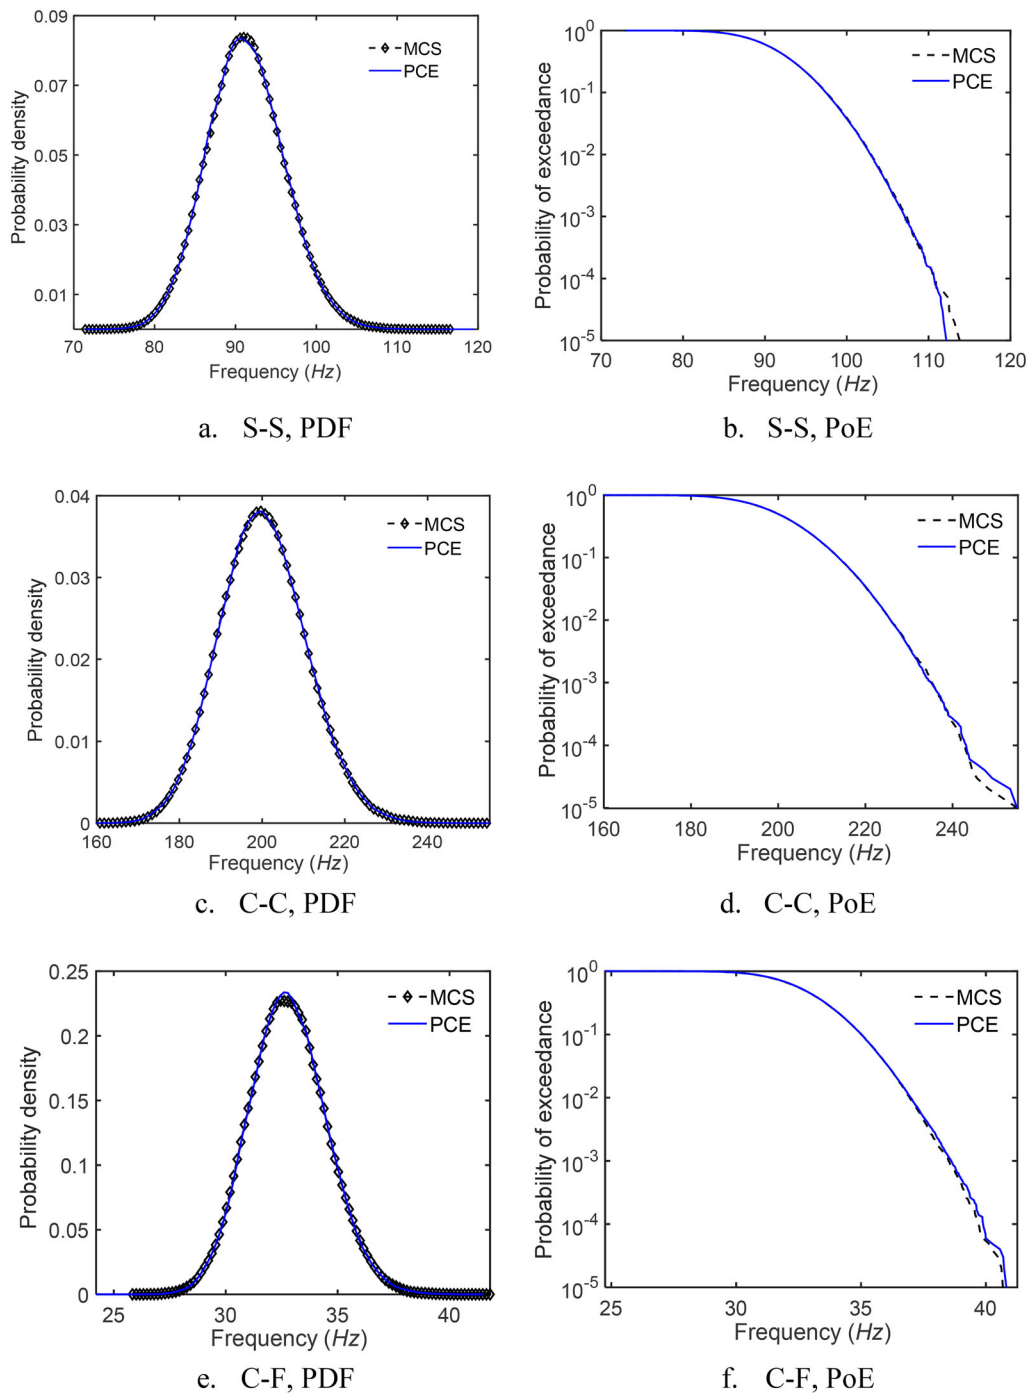 0.09
0.07
0.05
0.03
0.01
Probability density
MCS
PCE
70 80 90 100 110 120
Frequency (Hz)
a. S-S, PDF
10^0
10^-1
10^-2
10^-3
10^-4
10^-5
Probability of exceedance
MCS
PCE
70 80 90 100 110 120
Frequency (Hz)
b. S-S, PoE
0.04
0.03
0.02
0.01
0
Probability density
MCS
PCE
160 180 200 220 240
Frequency (Hz)
c. C-C, PDF
10^0
10^-1
10^-2
10^-3
10^-4
10^-5
Probability of exceedance
MCS
PCE
160 180 200 220 240
Frequency (Hz)
d. C-C, PoE
0.25
0.2
0.15
0.1
0.05
0
Probability density
MCS
PCE
25 30 35 40
Frequency (Hz)
e. C-F, PDF
10^0
10^-1
10^-2
10^-3
10^-4
10^-5
Probability of exceedance
MCS
PCE
25 30 35 40
Frequency (Hz)
f. C-F, PoE